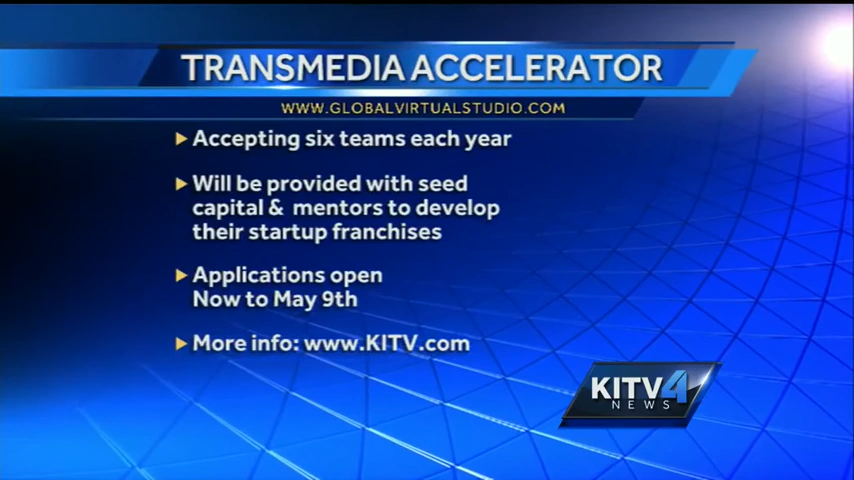 TRANSMEDIA ACCELERATOR
WWW.GLOBALVIRTUALSTUDIO.COM
Accepting six teams each year
Will be provided with seed
capital & mentors to develop
their startup franchises
Applications open
Now to May 9th
More info: www.KITV.com
KITV4
NEWS